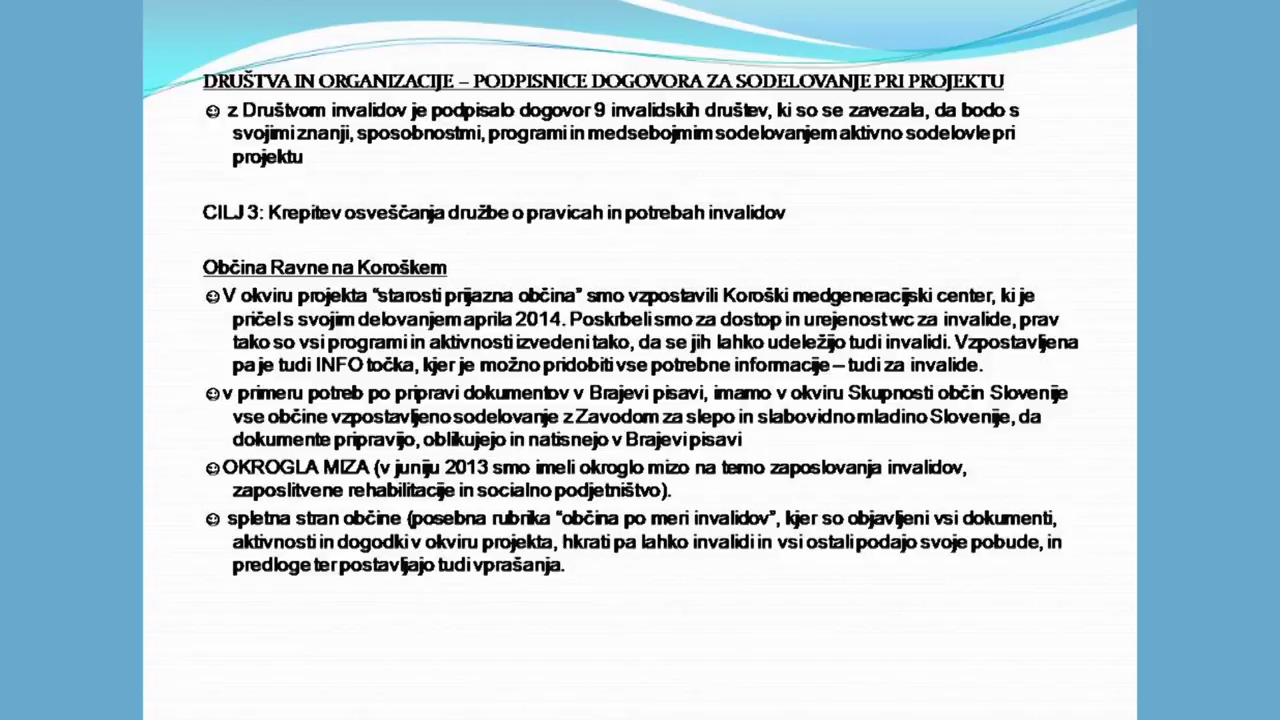 DRUŠTVA IN ORGANIZACIJE – PODPISNICE DOGOVORA ZA SODELOVANJE PRI PROJEKTU
☺ z Društvom invalidov je podpisalo dogovor 9 invalidskih društev, ki so se zavezala, da bodo s
svojimi znanji, sposobnostmi, programi in medsebojnim sodelovanjem aktivno sodelovle pri
projektu
CILJ 3: Krepitev osveščanja družbe o pravicah in potrebah invalidov
Občina Ravne na Koroškem
☺ V okviru projekta “starosti prijazna občina” smo vzpostavili Koroški medgeneracijski center, ki je
pričel s svojim delovanjem aprila 2014. Poskrbeli smo za dostop in urejenost wc za invalide, prav
tako so vsi programi in aktivnosti izvedeni tako, da se jih lahko udeležijo tudi invalidi. Vzpostavljena
pa je tudi INFO točka, kjer je možno pridobiti vse potrebne informacije – tudi za invalide.
☺ v primeru potreb po pripravi dokumentov v Brajevi pisavi, imamo v okviru Skupnosti občin Slovenije
vse občine vzpostavljeno sodelovanje z Zavodom za slepo in slabovidno mladino Slovenije, da
dokumente pripravijo, oblikujejo in natisnejo v Brajevi pisavi
☺ OKROGLA MIZA (v juniju 2013 smo imeli okroglo mizo na temo zaposlovanja invalidov,
zaposlitvene rehabilitacije in socialno podjetništvo).
☺ spletna stran občine (posebna rubrika “občina po meri invalidov”, kjer so objavljeni vsi dokumenti,
aktivnosti in dogodki v okviru projekta, hkrati pa lahko invalidi in vsi ostali podajo svoje pobude, in
predloge ter postavljajo tudi vprašanja.